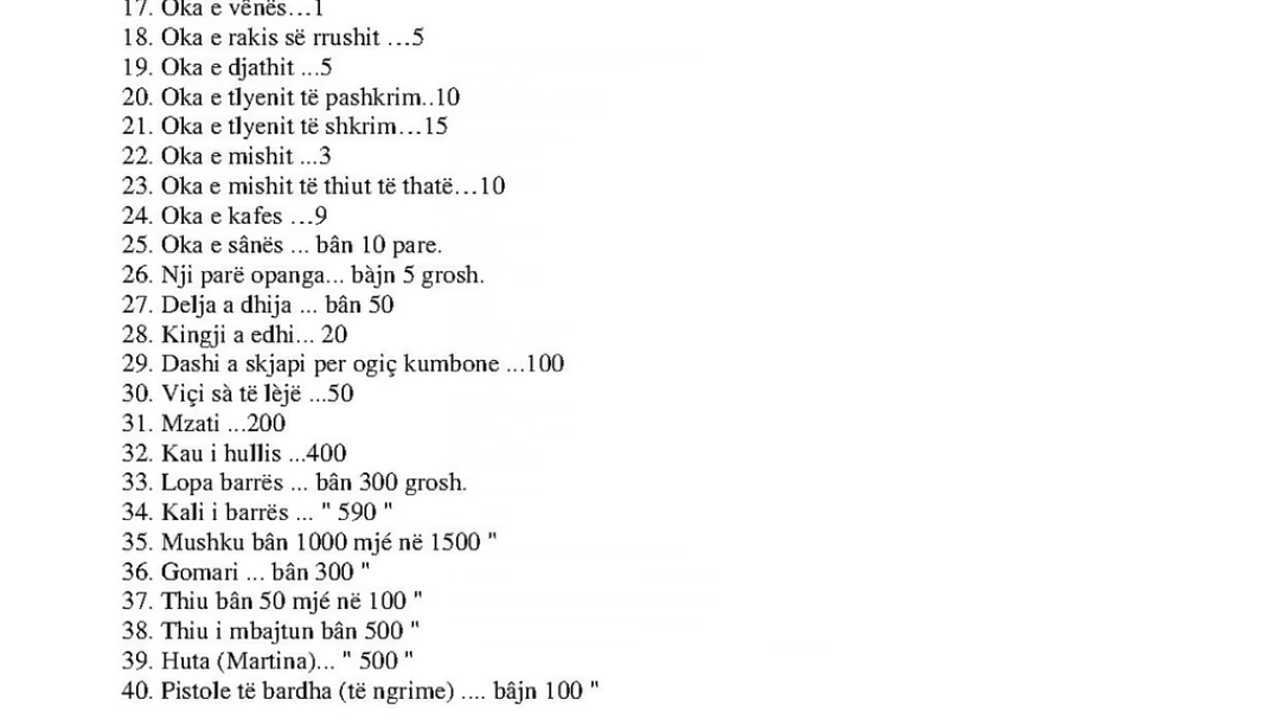 17. Oka e vênës…1
18. Oka e rakis së rrushit …5
19. Oka e djathit ...5
20. Oka e tlyenit të pashkrim..10
21. Oka e tlyenit të shkrim…15
22. Oka e mishit ...3
23. Oka e mishit të thiut të thatë…10
24. Oka e kafes …9
25. Oka e sânës ... bân 10 pare.
26. Nji parë opanga... bàjn 5 grosh.
27. Delja a dhija ... bân 50
28. Kingji a edhi... 20
29. Dashi a skjapi per ogiç kumbone ...100
30. Viçi sà të lèjë ...50
31. Mzati ...200
32. Kau i hullis ...400
33. Lopa barrës ... bân 300 grosh.
34. Kali i barrës ... " 590 "
35. Mushku bân 1000 mjé në 1500 "
36. Gomari ... bân 300 "
37. Thiu bân 50 mjé në 100 "
38. Thiu i mbajtun bân 500 "
39. Huta (Martina)... " 500 "
40. Pistole të bardha (të ngrime) .... bâjn 100 "